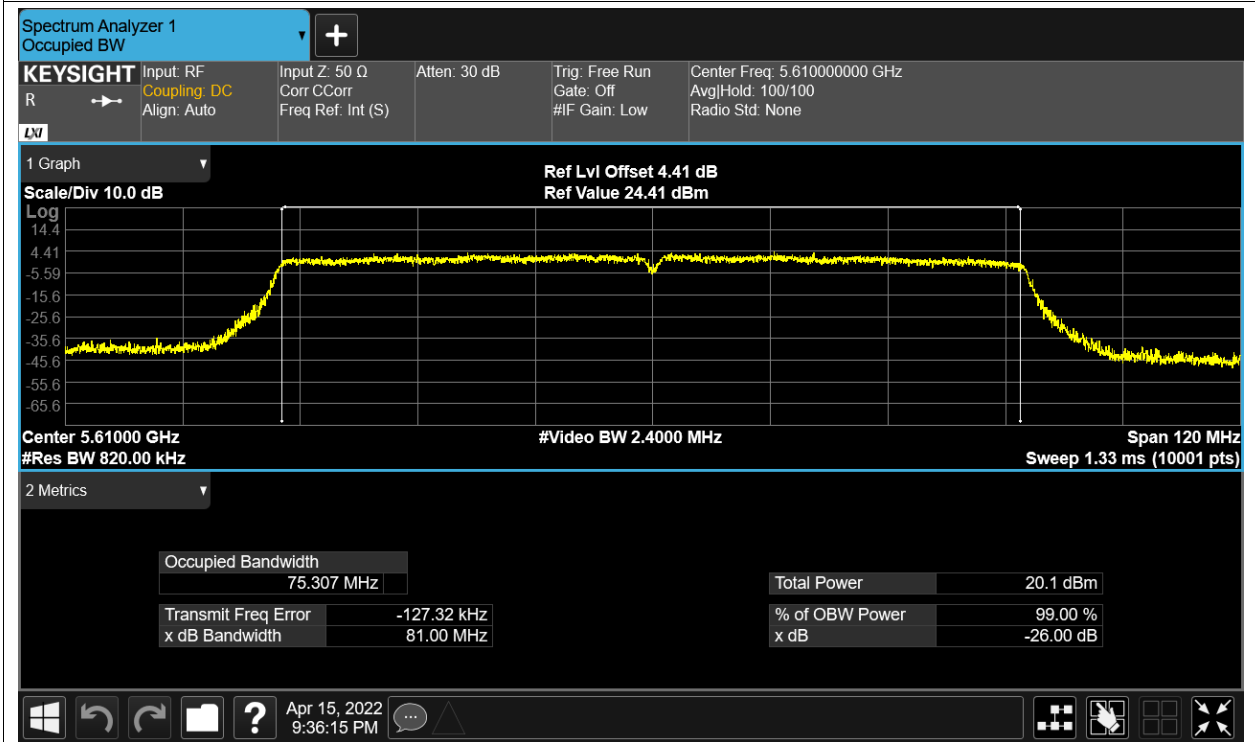 Spectrum Analyzer 1
Occupied BW
KEYSIGHT Input: RF Input Z: 50 Ω Atten: 30 dB Trig: Free Run Center Freq: 5.610000000 GHz
R Coupling: DC Corr CCorr Gate: Off Avg|Hold: 100/100
Align: Auto Freq Ref: Int (S) #IF Gain: Low Radio Std: None
LXI
1 Graph
Ref Lvl Offset 4.41 dB
Scale/Div 10.0 dB Ref Value 24.41 dBm
Log
14.4
4.41
-5.59
-15.6
-25.6
-35.6
-45.6
-55.6
-65.6
Center 5.61000 GHz #Video BW 2.4000 MHz Span 120 MHz
#Res BW 820.00 kHz Sweep 1.33 ms (10001 pts)
2 Metrics
Occupied Bandwidth
75.307 MHz Total Power 20.1 dBm
Transmit Freq Error -127.32 kHz % of OBW Power 99.00 %
x dB Bandwidth 81.00 MHz x dB -26.00 dB
? Apr 15, 2022
9:36:15 PM